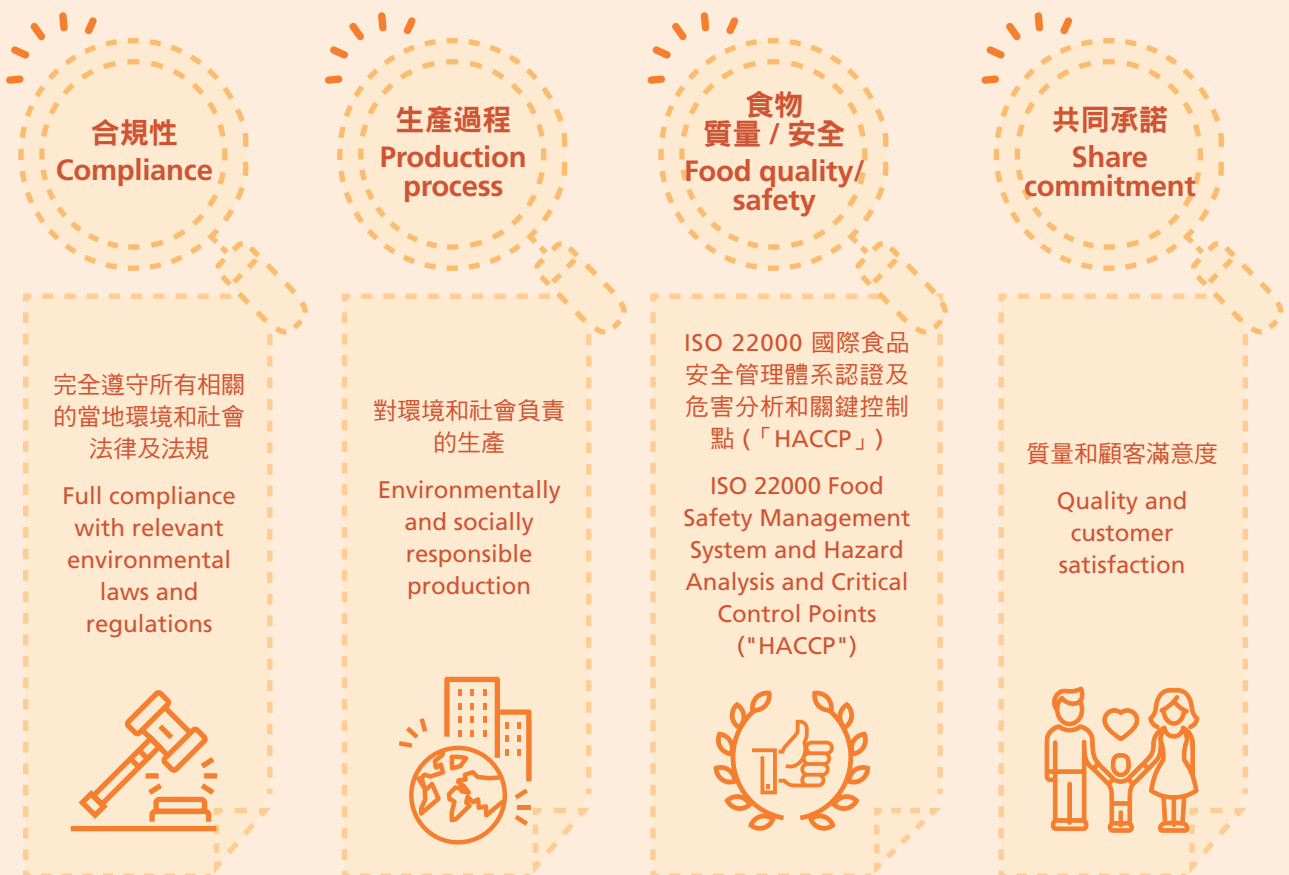 合規性
Compliance
完全遵守所有相關
的當地環境和社會
法律及法規
Full compliance
with relevant
environmental
laws and
regulations
生產過程
Production
process
對環境和社會負責
的生產
Environmentally
and socially
responsible
production
食物
質量 / 安全
Food quality/
safety
ISO 22000 國際食品
安全管理體系認證及
危害分析和關鍵控制
點 (「HACCP」)
ISO 22000 Food
Safety Management
System and Hazard
Analysis and Critical
Control Points
("HACCP")
共同承諾
Share
commitment
質量和顧客滿意度
Quality and
customer
satisfaction